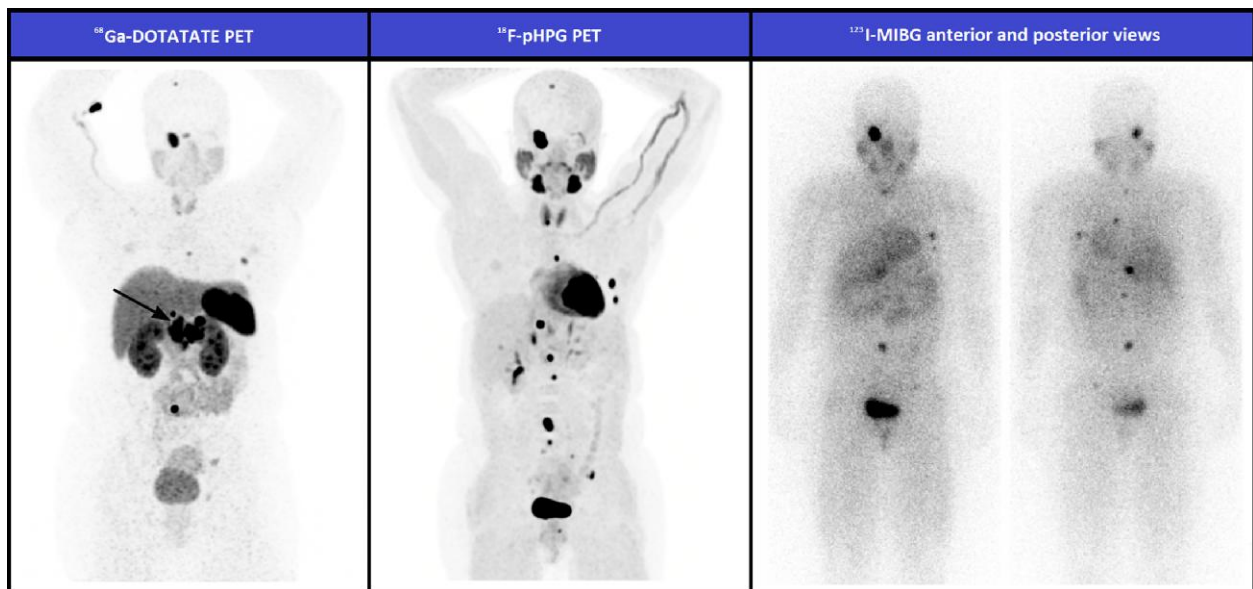 ⁶⁸Ga-DOTATATE PET
¹⁸F-pHPG PET
¹²³I-MIBG anterior and posterior views